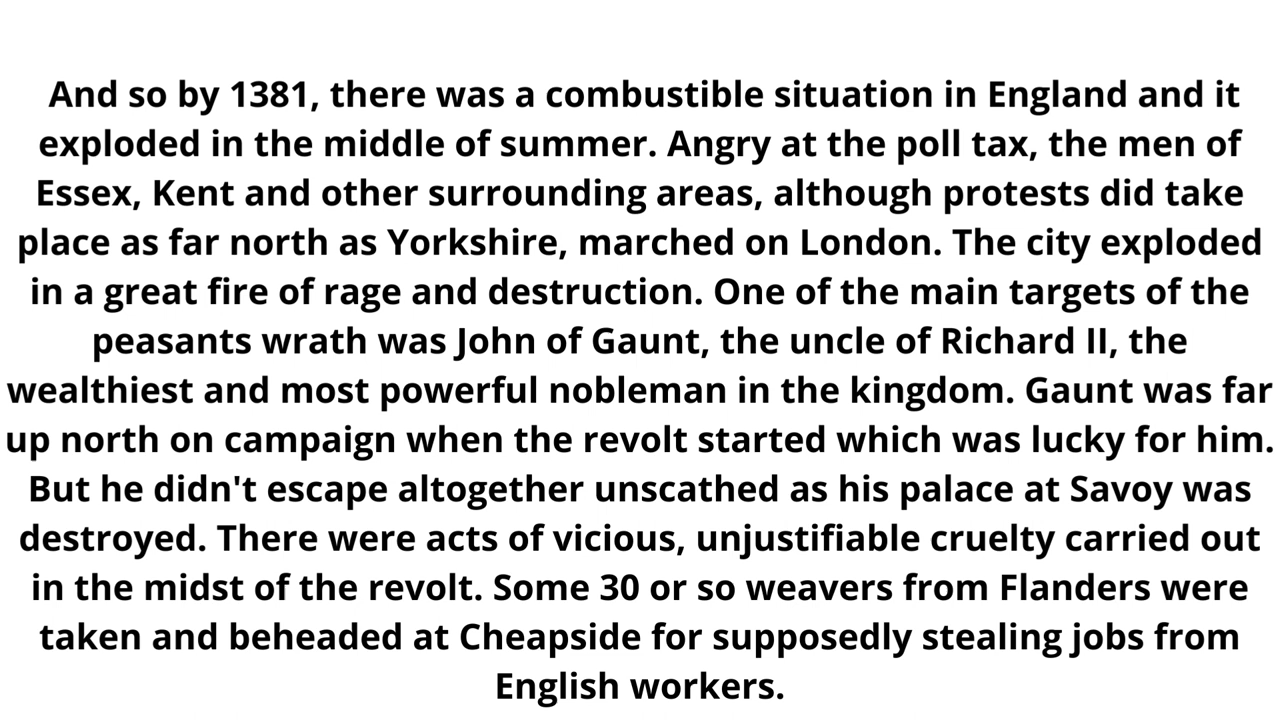 And so by 1381, there was a combustible situation in England and it
exploded in the middle of summer. Angry at the poll tax, the men of
Essex, Kent and other surrounding areas, although protests did take
place as far north as Yorkshire, marched on London. The city exploded
in a great fire of rage and destruction. One of the main targets of the
peasants wrath was John of Gaunt, the uncle of Richard II, the
wealthiest and most powerful nobleman in the kingdom. Gaunt was far
up north on campaign when the revolt started which was lucky for him.
But he didn't escape altogether unscathed as his palace at Savoy was
destroyed. There were acts of vicious, unjustifiable cruelty carried out
in the midst of the revolt. Some 30 or so weavers from Flanders were
taken and beheaded at Cheapside for supposedly stealing jobs from
English workers.